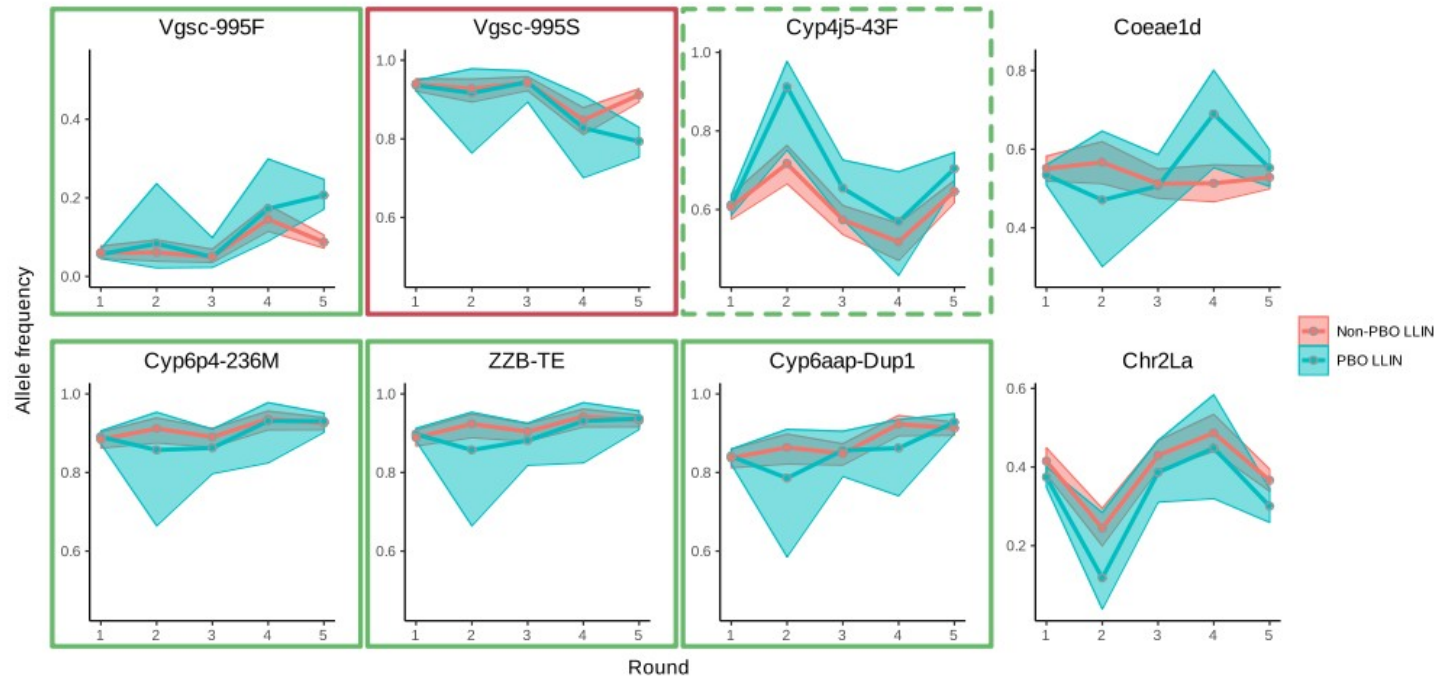 Vgsc-995F
Vgsc-995S
Cyp4j5-43F
Coeae1d
0.4
0.2
0.0
1 2 3 4 5
1.0
0.8
0.6
1 2 3 4 5
1.0
0.8
0.6
1 2 3 4 5
0.8
0.6
0.4
1 2 3 4 5
Allele frequency
Cyp6p4-236M
ZZB-TE
Cyp6aap-Dup1
Chr2La
1.0
0.8
0.6
1 2 3 4 5
1.0
0.8
0.6
1 2 3 4 5
1.0
0.8
0.6
1 2 3 4 5
0.6
0.4
0.2
1 2 3 4 5
Round
Non-PBO LLIN
PBO LLIN